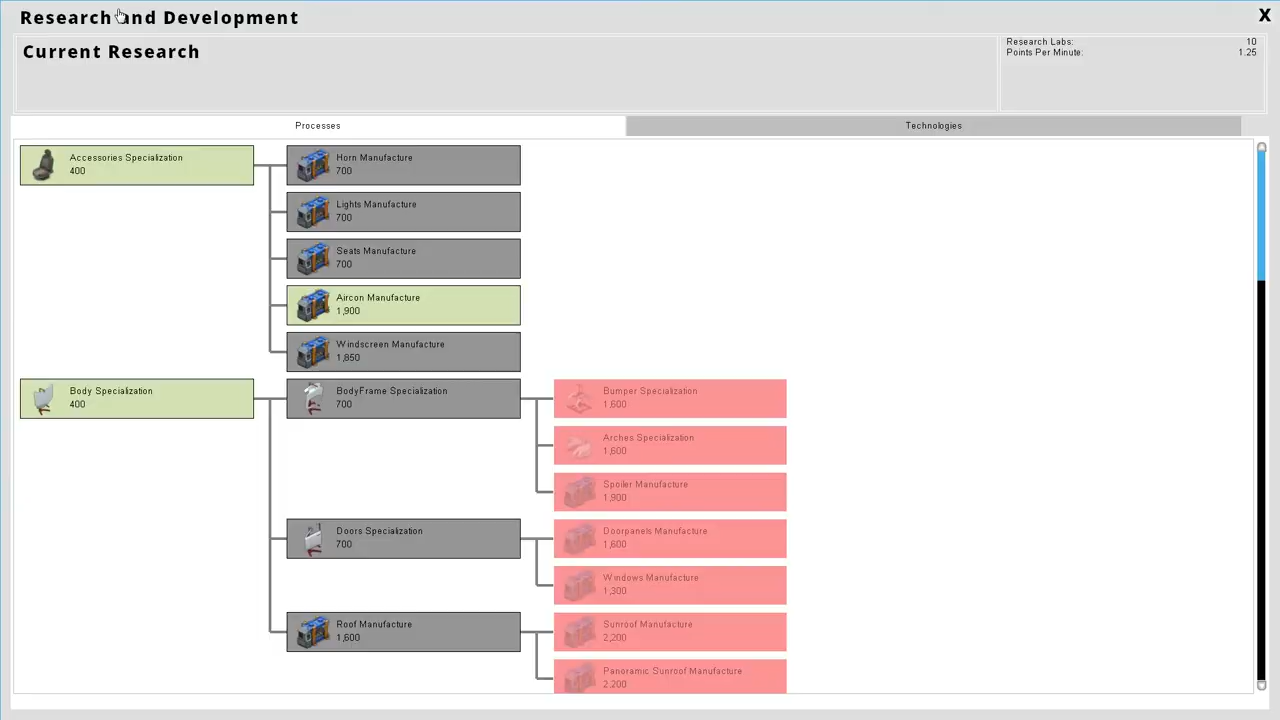 Research and Development
X
Current Research
Research Labs: 10
Points Per Minute: 1.25
Processes
Technologies
Accessories Specialization
400
Horn Manufacture
700
Lights Manufacture
700
Seats Manufacture
700
Aircon Manufacture
1,900
Windscreen Manufacture
1,850
Body Specialization
400
BodyFrame Specialization
700
Bumper Specialization
1,600
Arches Specialization
1,600
Spoiler Manufacture
1,900
Doors Specialization
700
Doorpanels Manufacture
1,600
Windows Manufacture
1,300
Roof Manufacture
1,600
Sunroof Manufacture
2,200
Panoramic Sunroof Manufacture
2,200